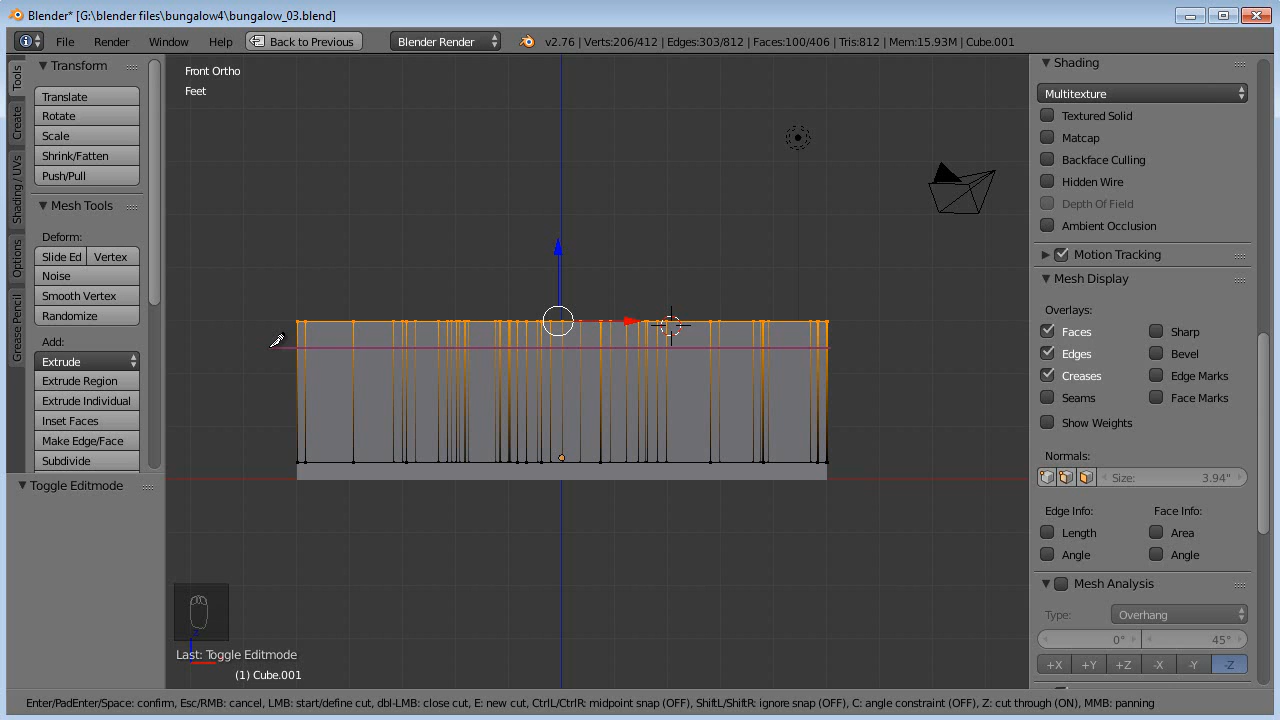 Blender* [G:\blender files\bungalow4\bungalow_03.blend]
File Render Window Help Back to Previous Blender Render v2.76 | Verts:206/412 | Edges:313/812 | Faces:100/406 | Tris:812 | Mem:15.93M | Cube.001
Tools
Create
Shading / UVs
Options
Grease Pencil
Transform
Translate
Rotate
Scale
Shrink/Fatten
Push/Pull
Mesh Tools
Deform:
Slide Ed Vertex
Noise
Smooth Vertex
Randomize
Add:
Extrude
Extrude Region
Extrude Individual
Inset Faces
Make Edge/Face
Subdivide
Toggle Editmode
Front Ortho
Feet
Last: Toggle Editmode
(1) Cube.001
Shading
Multitexture
Textured Solid
Matcap
Backface Culling
Hidden Wire
Depth Of Field
Ambient Occlusion
Motion Tracking
Mesh Display
Overlays:
Faces Sharp
Edges Bevel
Creases Edge Marks
Seams Face Marks
Show Weights
Normals:
Size: 3.94"
Edge Info: Face Info:
Length Area
Angle Angle
Mesh Analysis
Type: Overhang
0° 45°
+X +Y +Z -X -Y -Z
Enter/PadEnter/Space: confirm, Esc/RMB: cancel, LMB: start/define cut, dbl-LMB: close cut, E: new cut, CtrlL/CtrlR: midpoint snap (OFF), ShiftL/ShiftR: ignore snap (OFF), C: angle constraint (OFF), Z: cut through (ON), MMB: panning